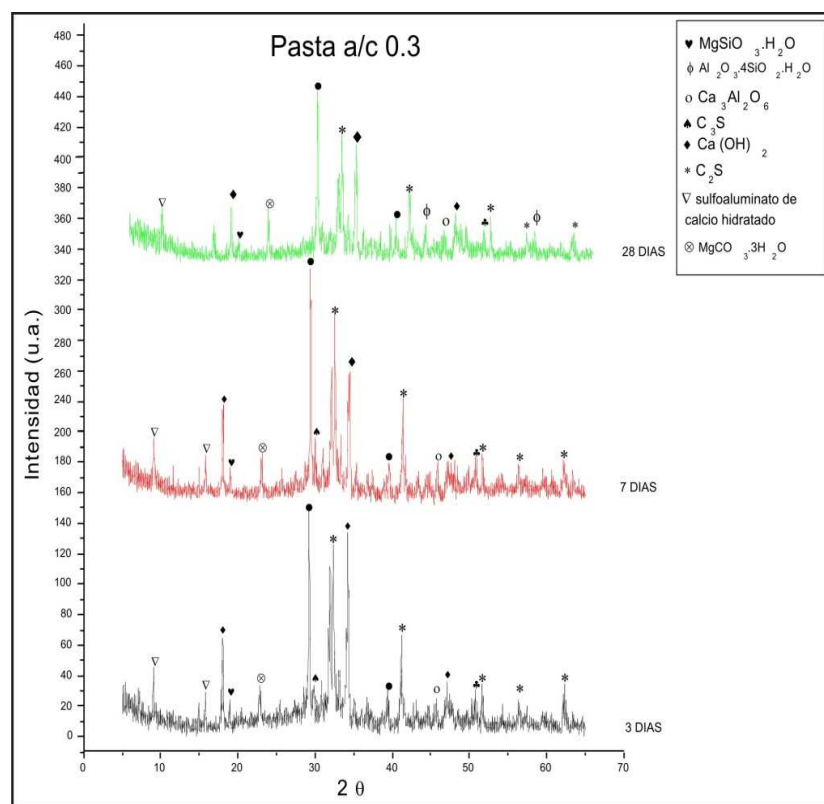 Pasta a/c 0.3
♥ MgSiO₃.H₂O
ϕ Al₂O₃.4SiO₂.H₂O
o Ca₃Al₂O₆
♠ C₃S
♦ Ca (OH)₂
* C₂S
∇ sulfoaluminato de
calcio hidratado
⊗ MgCO₃.3H₂O
Intensidad (u.a.)
480
460
440
420
400
380
360
340
320
300
280
260
240
220
200
180
160
140
120
100
80
60
40
20
0
28 DIAS
7 DIAS
3 DIAS
0 10 20 30 40 50 60 70
2 θ